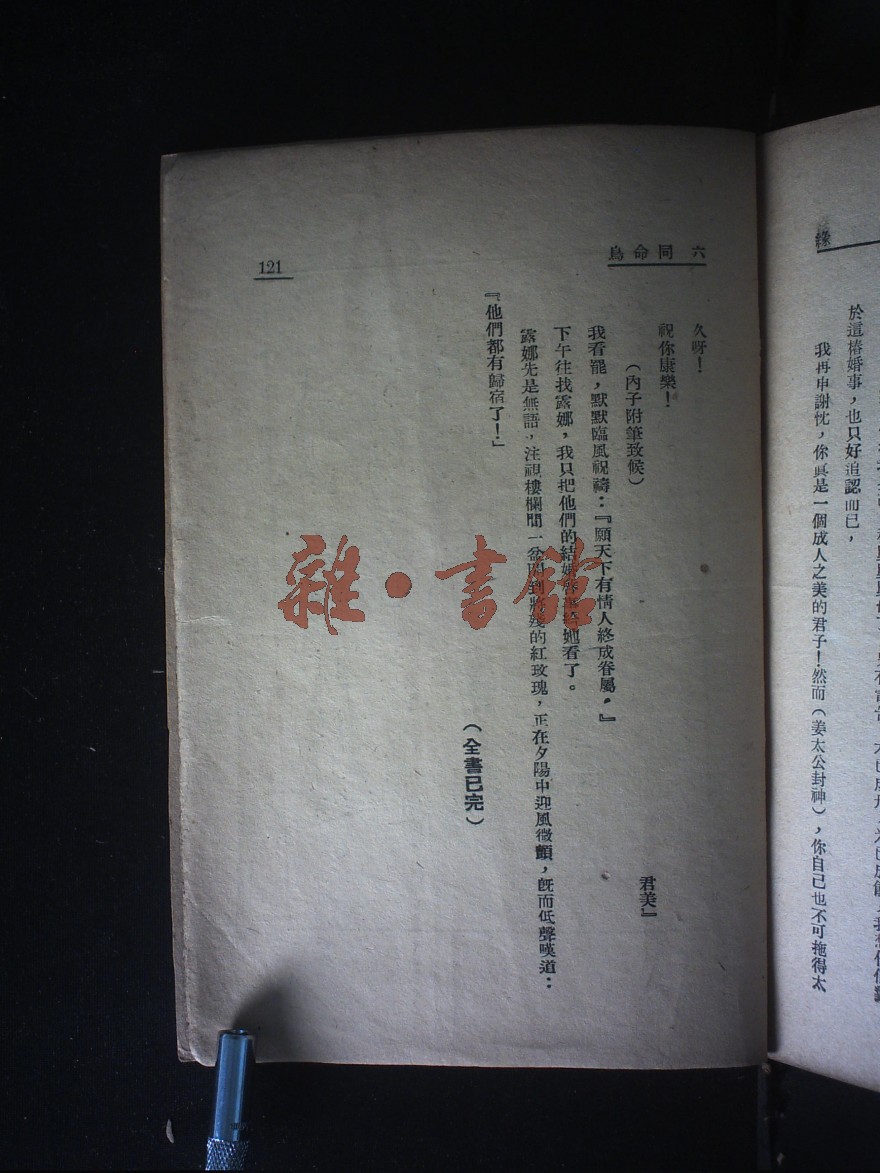 緣
於這樁婚事，也只好追認而已，
我再申謝忱，你眞是一個成人之美的君子！然而（姜太公封神），你自己也不可拖得太
六 同命鳥
121
久呀！
祝你康樂！
君美』
（內子附筆致候）
我看罷，默默臨風祝禱：『願天下有情人終成眷屬。』
下午往找露娜，我只把他們的結婚啓事給她看了。
露娜先是無語，注視樓欄間一盆開到將殘的紅玫瑰，正在夕陽中迎風微顫，旣而低聲嘆道：
『他們都有歸宿了！」
（全書已完）
雜·書館